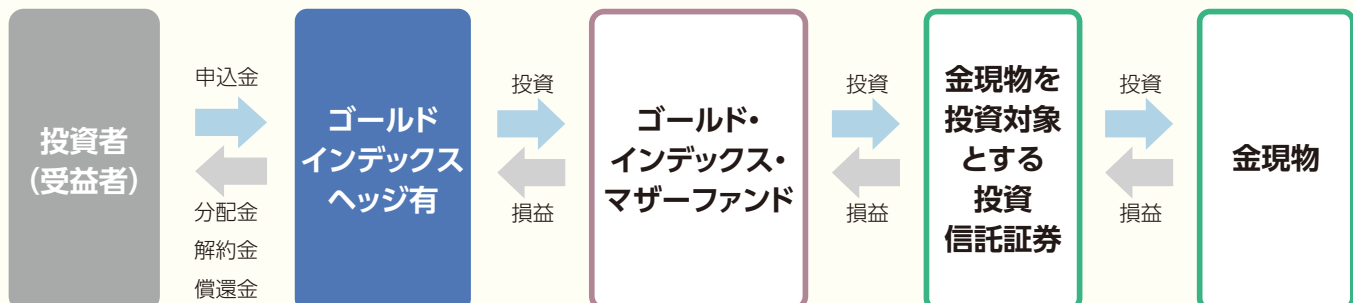 投資者
(受益者)
申込金
分配金
解約金
償還金
ゴールド
インデックス
ヘッジ有
投資
損益
ゴールド・
インデックス・
マザーファンド
投資
損益
金現物を
投資対象
とする
投資
信託証券
投資
損益
金現物